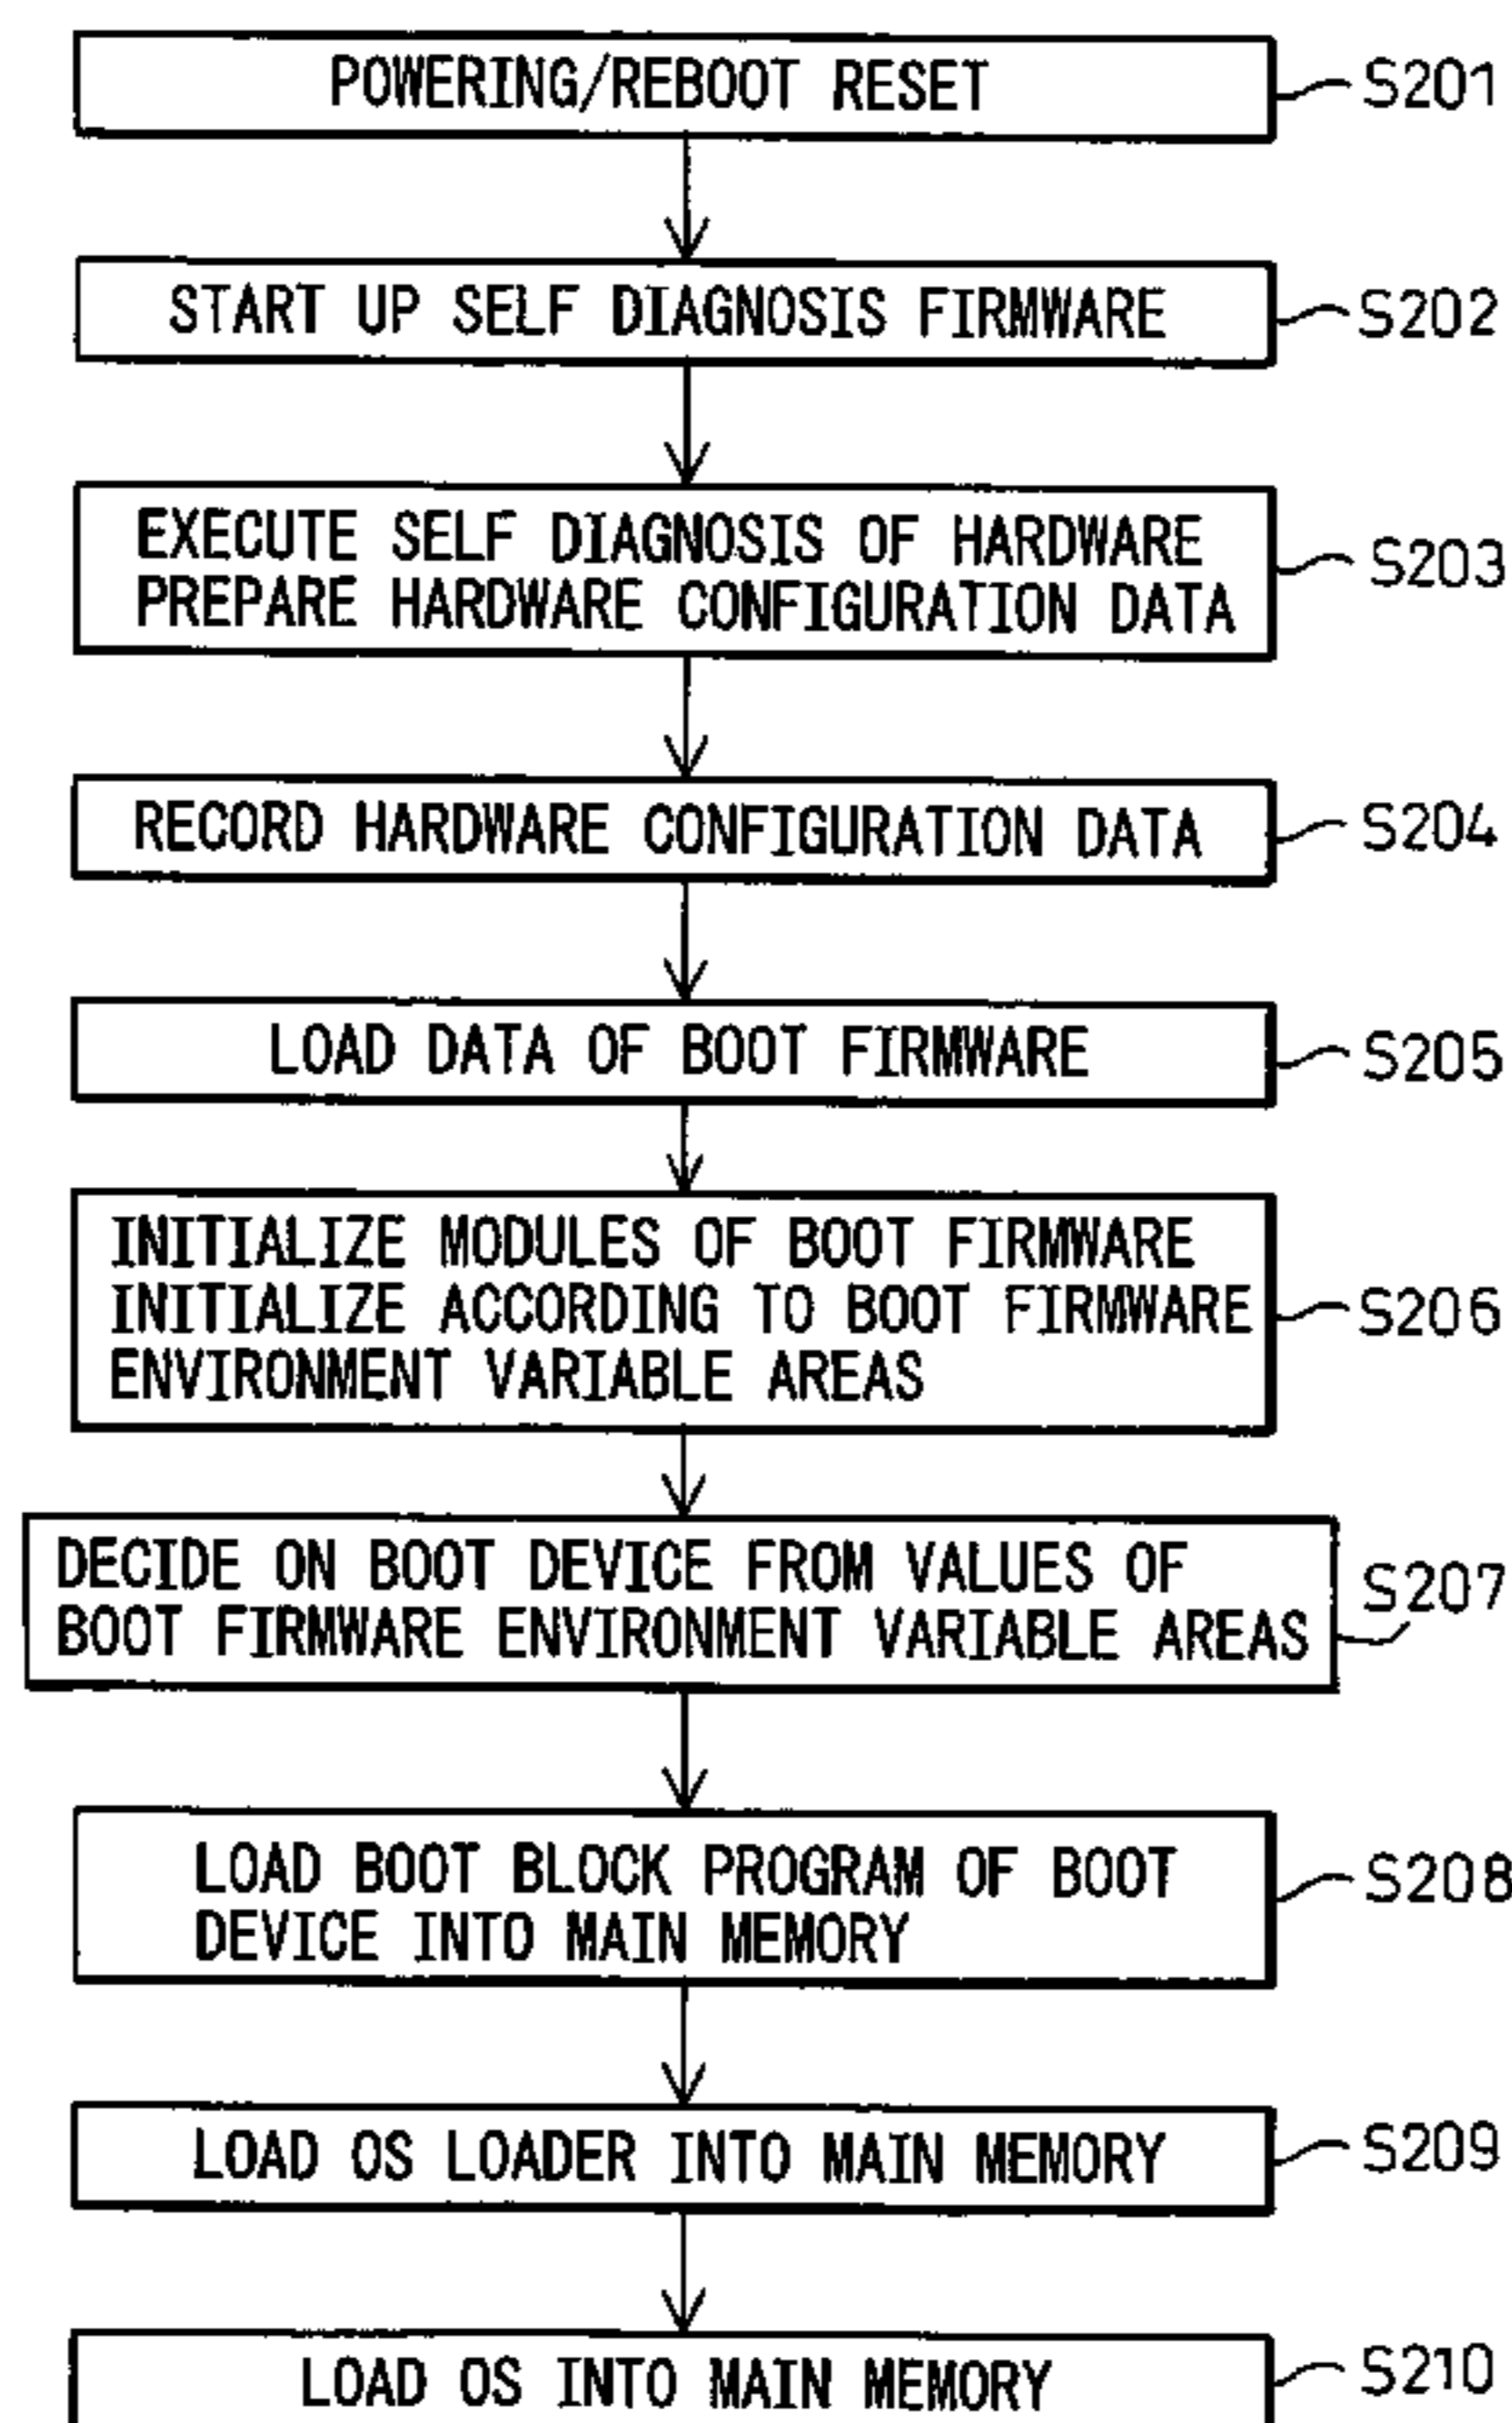 POWERING/REBOOT RESET
S201
START UP SELF DIAGNOSIS FIRMWARE
S202
EXECUTE SELF DIAGNOSIS OF HARDWARE
PREPARE HARDWARE CONFIGURATION DATA
S203
RECORD HARDWARE CONFIGURATION DATA
S204
LOAD DATA OF BOOT FIRMWARE
S205
INITIALIZE MODULES OF BOOT FIRMWARE
INITIALIZE ACCORDING TO BOOT FIRMWARE
ENVIRONMENT VARIABLE AREAS
S206
DECIDE ON BOOT DEVICE FROM VALUES OF
BOOT FIRMWARE ENVIRONMENT VARIABLE AREAS
S207
LOAD BOOT BLOCK PROGRAM OF BOOT
DEVICE INTO MAIN MEMORY
S208
LOAD OS LOADER INTO MAIN MEMORY
S209
LOAD OS INTO MAIN MEMORY
S210